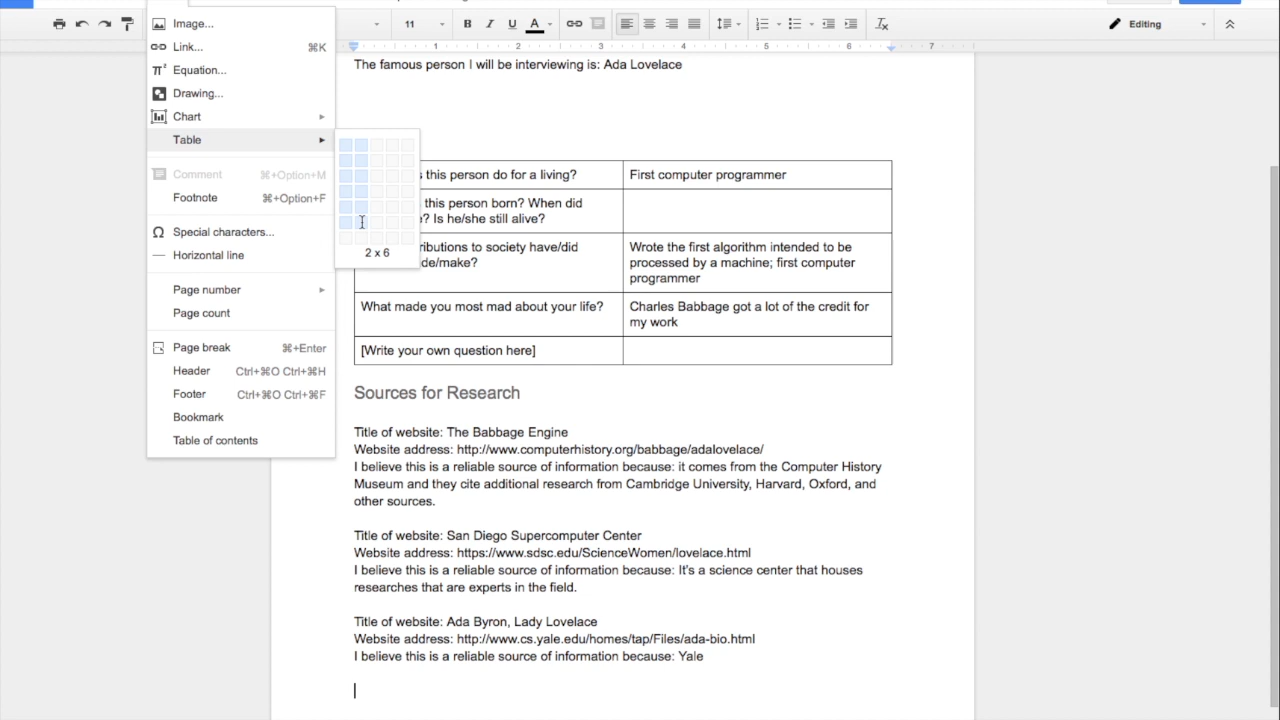 11 B I U A Editing
1 2 3 4 5 6 7
Image...
Link... ⌘K
π² Equation...
Drawing...
Chart
Table
Comment ⌘+Option+M
Footnote ⌘+Option+F
Ω Special characters...
Horizontal line
Page number
Page count
Page break ⌘+Enter
Header Ctrl+⌘O Ctrl+⌘H
Footer Ctrl+⌘O Ctrl+⌘F
Bookmark
Table of contents
2 x 6
The famous person I will be interviewing is: Ada Lovelace
this person do for a living? First computer programmer
this person born? When did
Is he/she still alive?
to society have/did
Wrote the first algorithm intended to be
processed by a machine; first computer
programmer
What made you most mad about your life? Charles Babbage got a lot of the credit for
my work
[Write your own question here]
Sources for Research
Title of website: The Babbage Engine
Website address: http://www.computerhistory.org/babbage/adalovelace/
I believe this is a reliable source of information because: it comes from the Computer History
Museum and they cite additional research from Cambridge University, Harvard, Oxford, and
other sources.
Title of website: San Diego Supercomputer Center
Website address: https://www.sdsc.edu/ScienceWomen/lovelace.html
I believe this is a reliable source of information because: It's a science center that houses
researches that are experts in the field.
Title of website: Ada Byron, Lady Lovelace
Website address: http://www.cs.yale.edu/homes/tap/Files/ada-bio.html
I believe this is a reliable source of information because: Yale